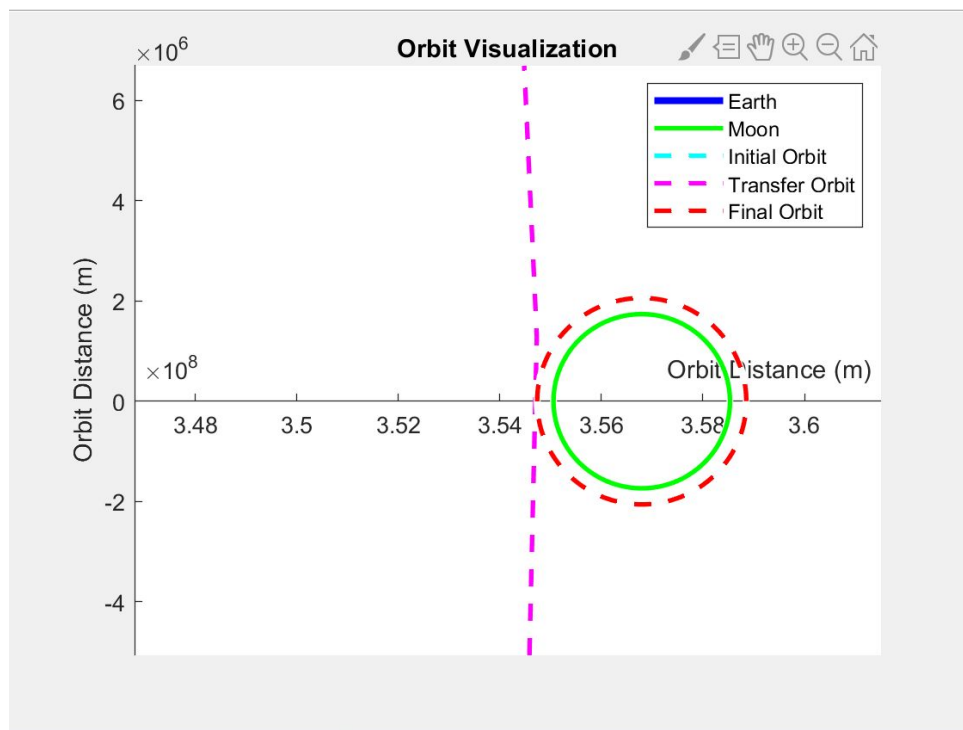 Orbit Visualization
×10^6
Earth
Moon
Initial Orbit
Transfer Orbit
Final Orbit
6
4
2
0
-2
-4
Orbit Distance (m)
×10^8
Orbit Distance (m)
3.48
3.5
3.52
3.54
3.56
3.58
3.6